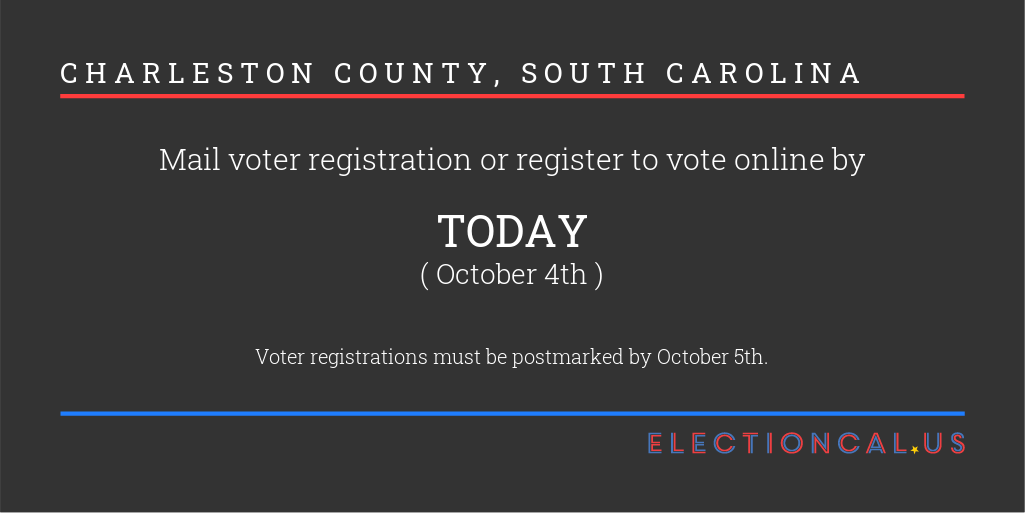 CHARLESTON COUNTY, SOUTH CAROLINA
Mail voter registration or register to vote online by
TODAY
( October 4th )
Voter registrations must be postmarked by October 5th.
ELECTIONCAL.US